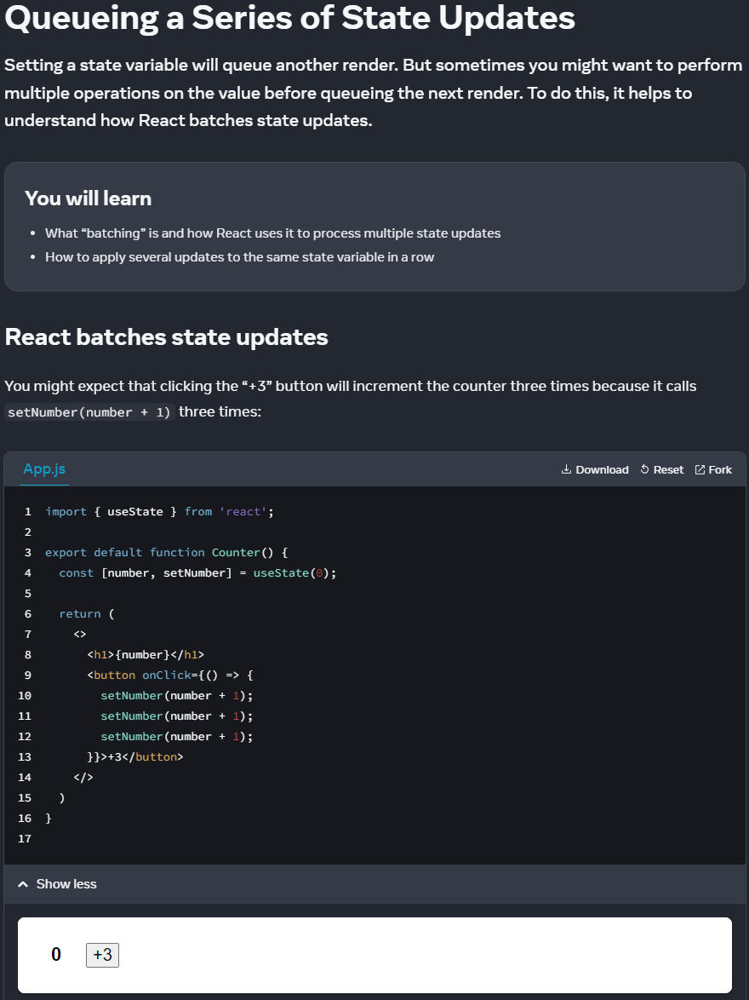 Queueing a Series of State Updates
Setting a state variable will queue another render. But sometimes you might want to perform
multiple operations on the value before queueing the next render. To do this, it helps to
understand how React batches state updates.
You will learn
• What “batching” is and how React uses it to process multiple state updates
• How to apply several updates to the same state variable in a row
React batches state updates
You might expect that clicking the “+3” button will increment the counter three times because it calls
setNumber(number + 1) three times:
App.js Download Reset Fork
1 import { useState } from 'react';
2
3 export default function Counter() {
4   const [number, setNumber] = useState(0);
5
6   return (
7     <>
8       <h1>{number}</h1>
9       <button onClick={() => {
10         setNumber(number + 1);
11         setNumber(number + 1);
12         setNumber(number + 1);
13       }}>+3</button>
14     </>
15   )
16 }
17
Show less
0 +3